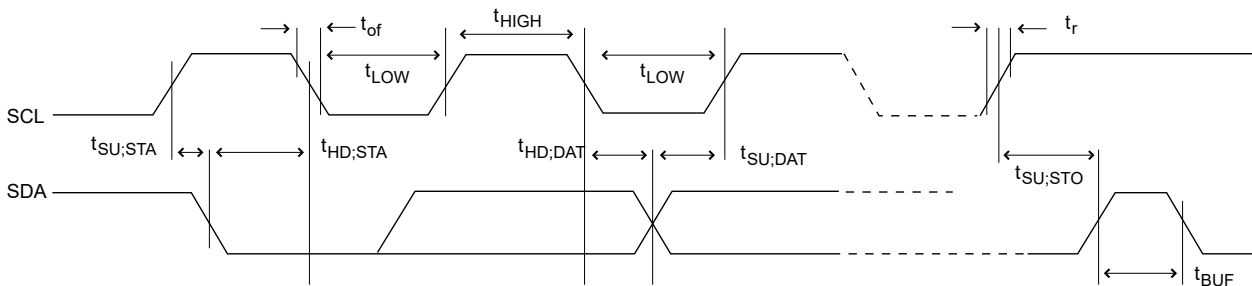 t_of
t_HIGH
t_r
t_LOW
t_LOW
SCL
t_SU;STA
t_HD;STA
t_HD;DAT
t_SU;DAT
t_SU;STO
SDA
t_BUF